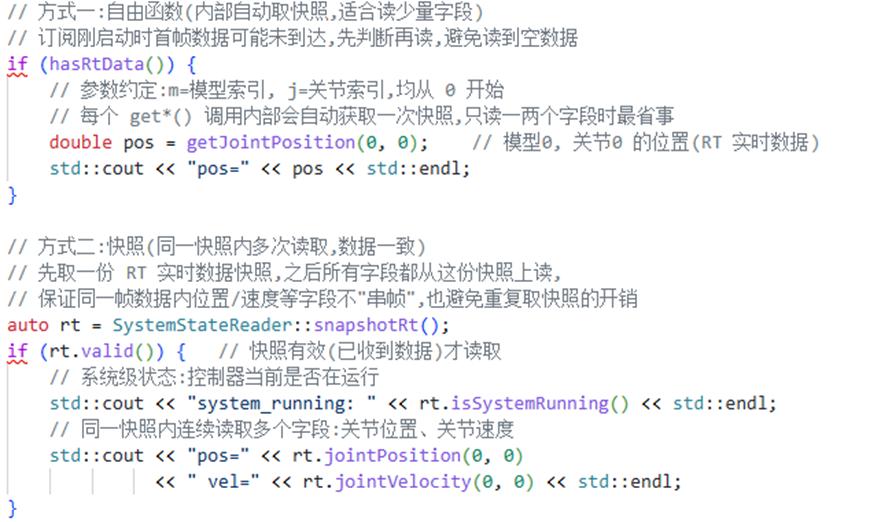 // 方式一:自由函数(内部自动取快照,适合读少量字段)
// 订阅刚启动时首帧数据可能未到达,先判断再读,避免读到空数据
if (hasRtData()) {
    // 参数约定:m=模型索引, j=关节索引,均从 0 开始
    // 每个 get*() 调用内部会自动获取一次快照,只读一两个字段时最省事
    double pos = getJointPosition(0, 0);    // 模型0, 关节0 的位置(RT 实时数据)
    std::cout << "pos=" << pos << std::endl;
}

// 方式二:快照(同一快照内多次读取,数据一致)
// 先取一份 RT 实时数据快照,之后所有字段都从这份快照上读,
// 保证同一帧数据内位置/速度等字段不"串帧",也避免重复取快照的开销
auto rt = SystemStateReader::snapshotRt();
if (rt.valid()) {   // 快照有效(已收到数据)才读取
    // 系统级状态:控制器当前是否在运行
    std::cout << "system_running: " << rt.isSystemRunning() << std::endl;
    // 同一快照内连续读取多个字段:关节位置、关节速度
    std::cout << "pos=" << rt.jointPosition(0, 0)
              << " vel=" << rt.jointVelocity(0, 0) << std::endl;
}